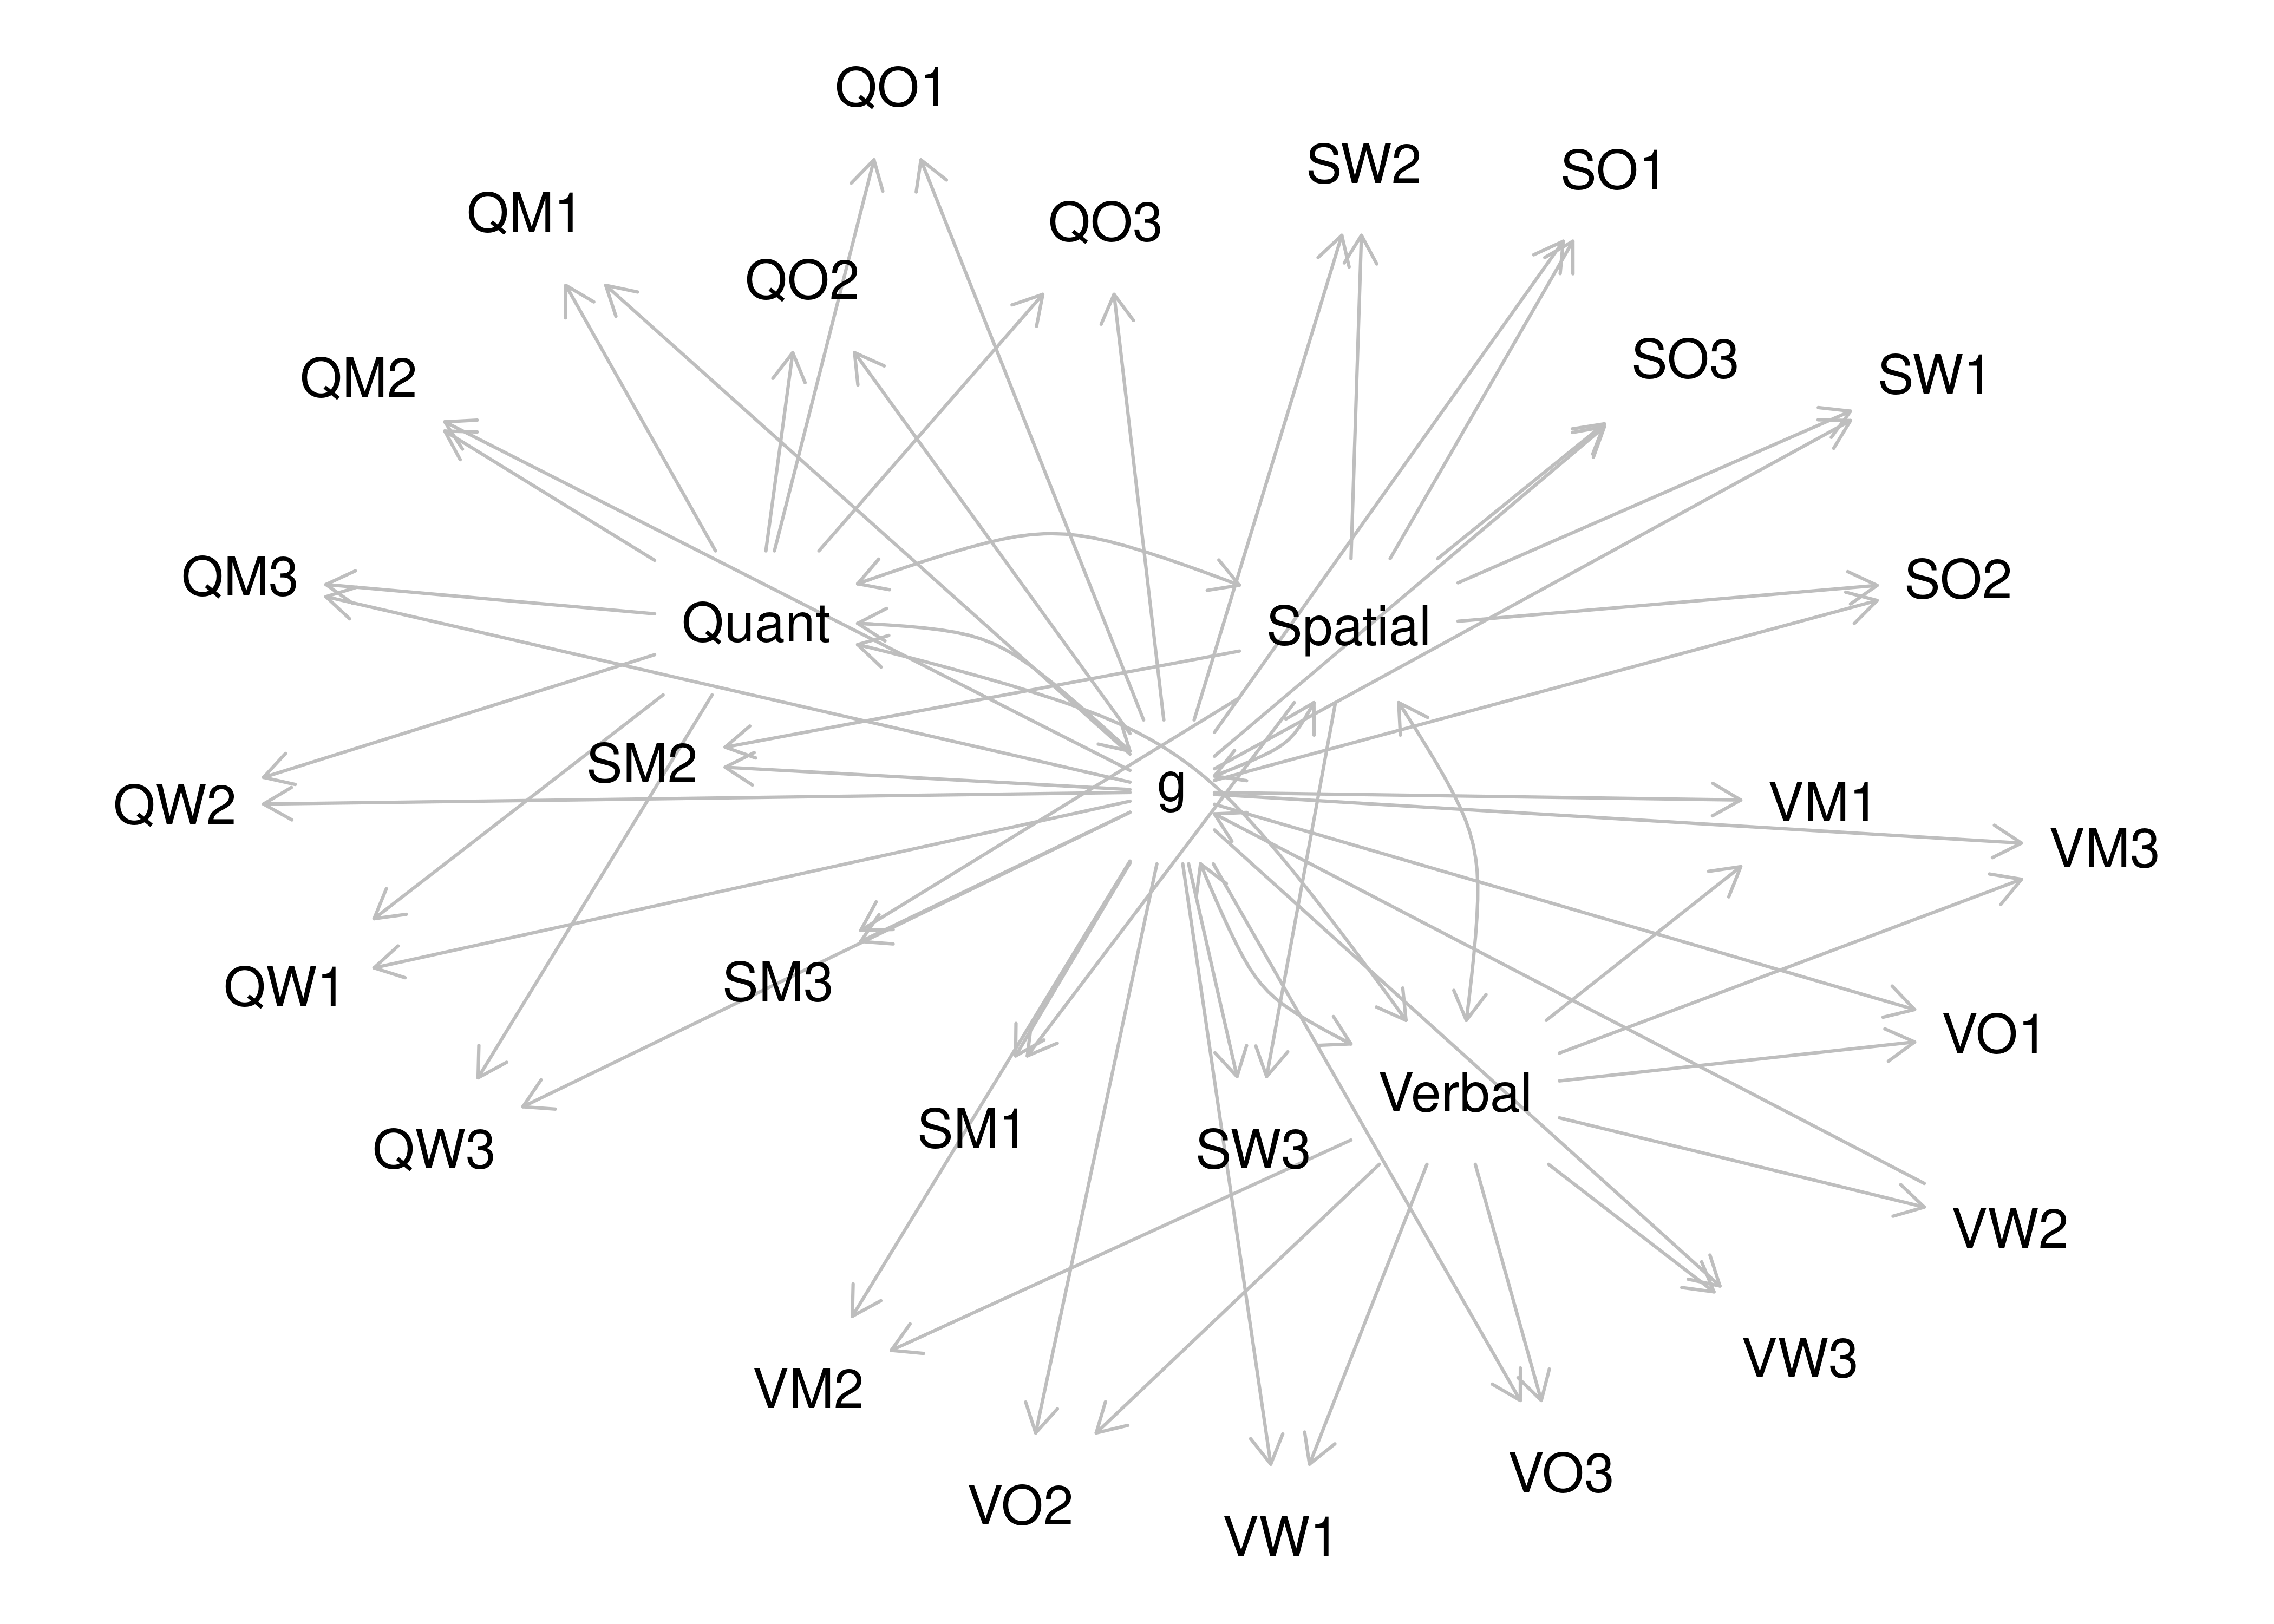 QO1
SW2
SO1
QM1
QO3
QO2
SO3
SW1
QM2
QM3
SO2
Quant
Spatial
SM2
g
QW2
VM1
VM3
QW1
SM3
VO1
Verbal
SM1
SW3
QW3
VW2
VW3
VM2
VO3
VO2
VW1